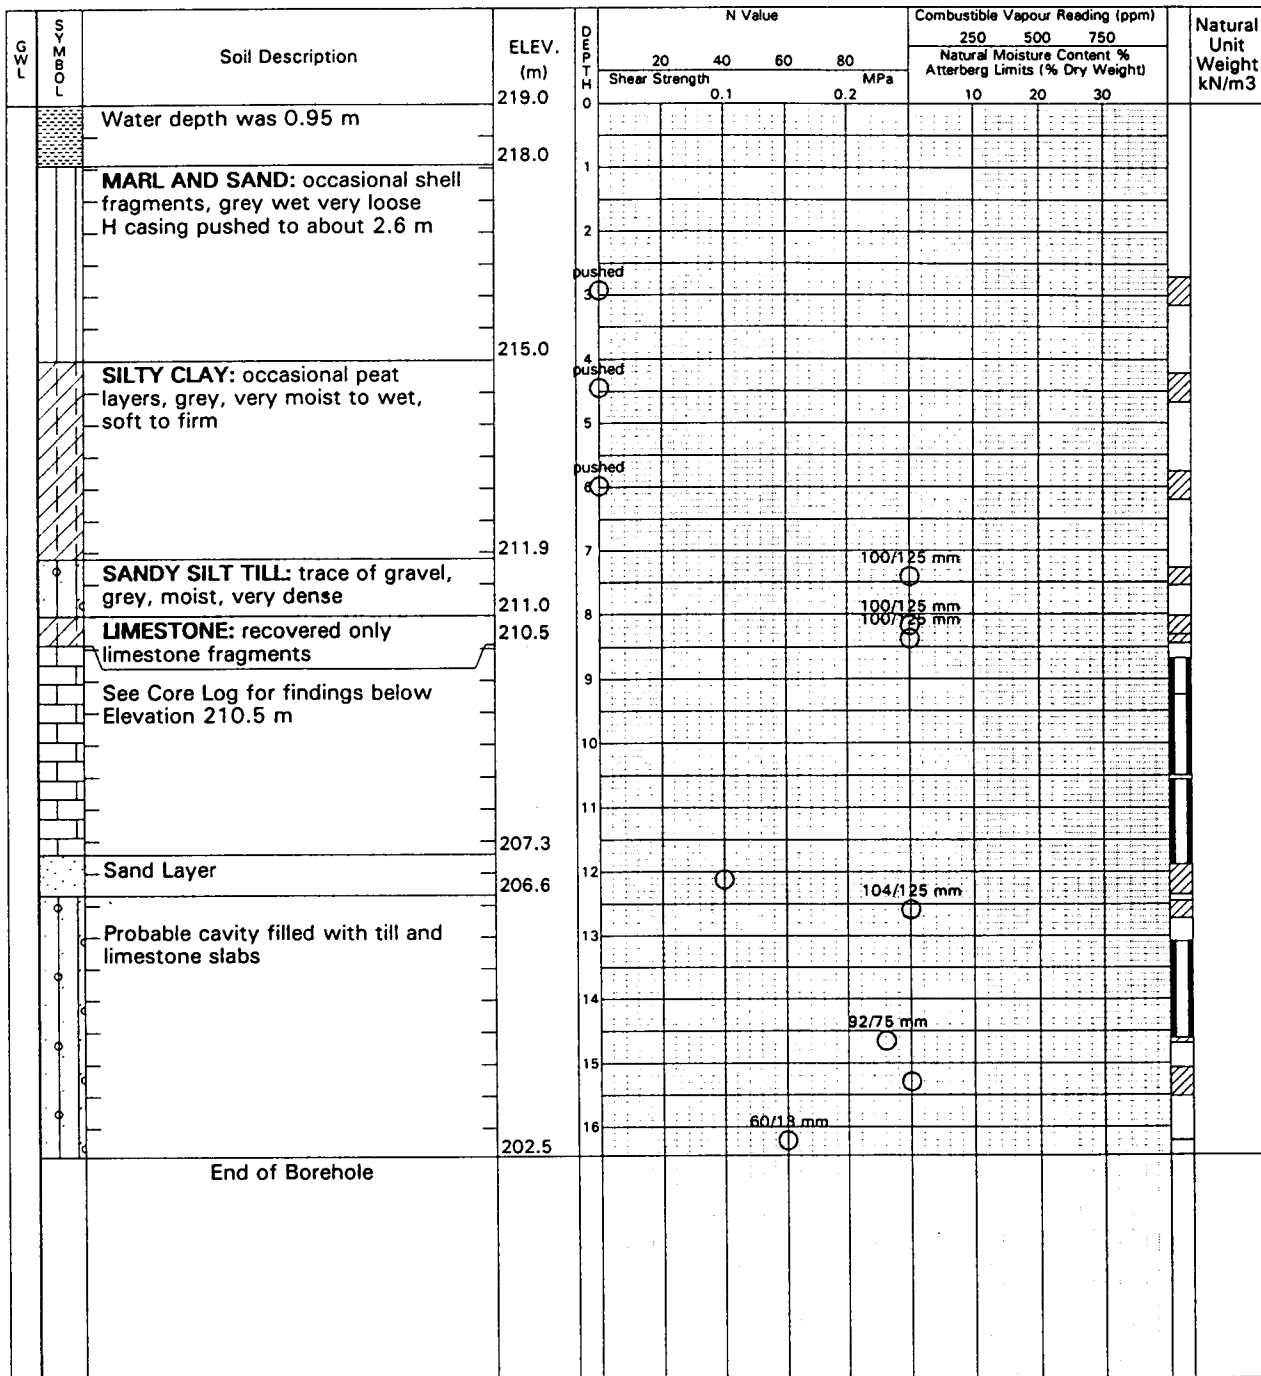 GWL
SYMBOL
Soil Description
ELEV.
(m)
219.0
DEPTH
0
N Value
20 40 60 80
Shear Strength MPa
0.1 0.2
Combustible Vapour Reading (ppm)
250 500 750
Natural Moisture Content %
Atterberg Limits (% Dry Weight)
10 20 30
Natural
Unit
Weight
kN/m3
Water depth was 0.95 m
218.0
1
MARL AND SAND: occasional shell
fragments, grey wet very loose
H casing pushed to about 2.6 m
2
pushed
3
215.0
4
SILTY CLAY: occasional peat
layers, grey, very moist to wet,
soft to firm
pushed
5
pushed
6
211.9
7
100/125 mm
SANDY SILT TILL: trace of gravel,
grey, moist, very dense
211.0
100/125 mm
8
100/125 mm
LIMESTONE: recovered only
limestone fragments
210.5
See Core Log for findings below
Elevation 210.5 m
9
10
11
207.3
Sand Layer
12
206.6
104/125 mm
Probable cavity filled with till and
limestone slabs
13
14
92/75 mm
15
60/13 mm
16
202.5
End of Borehole